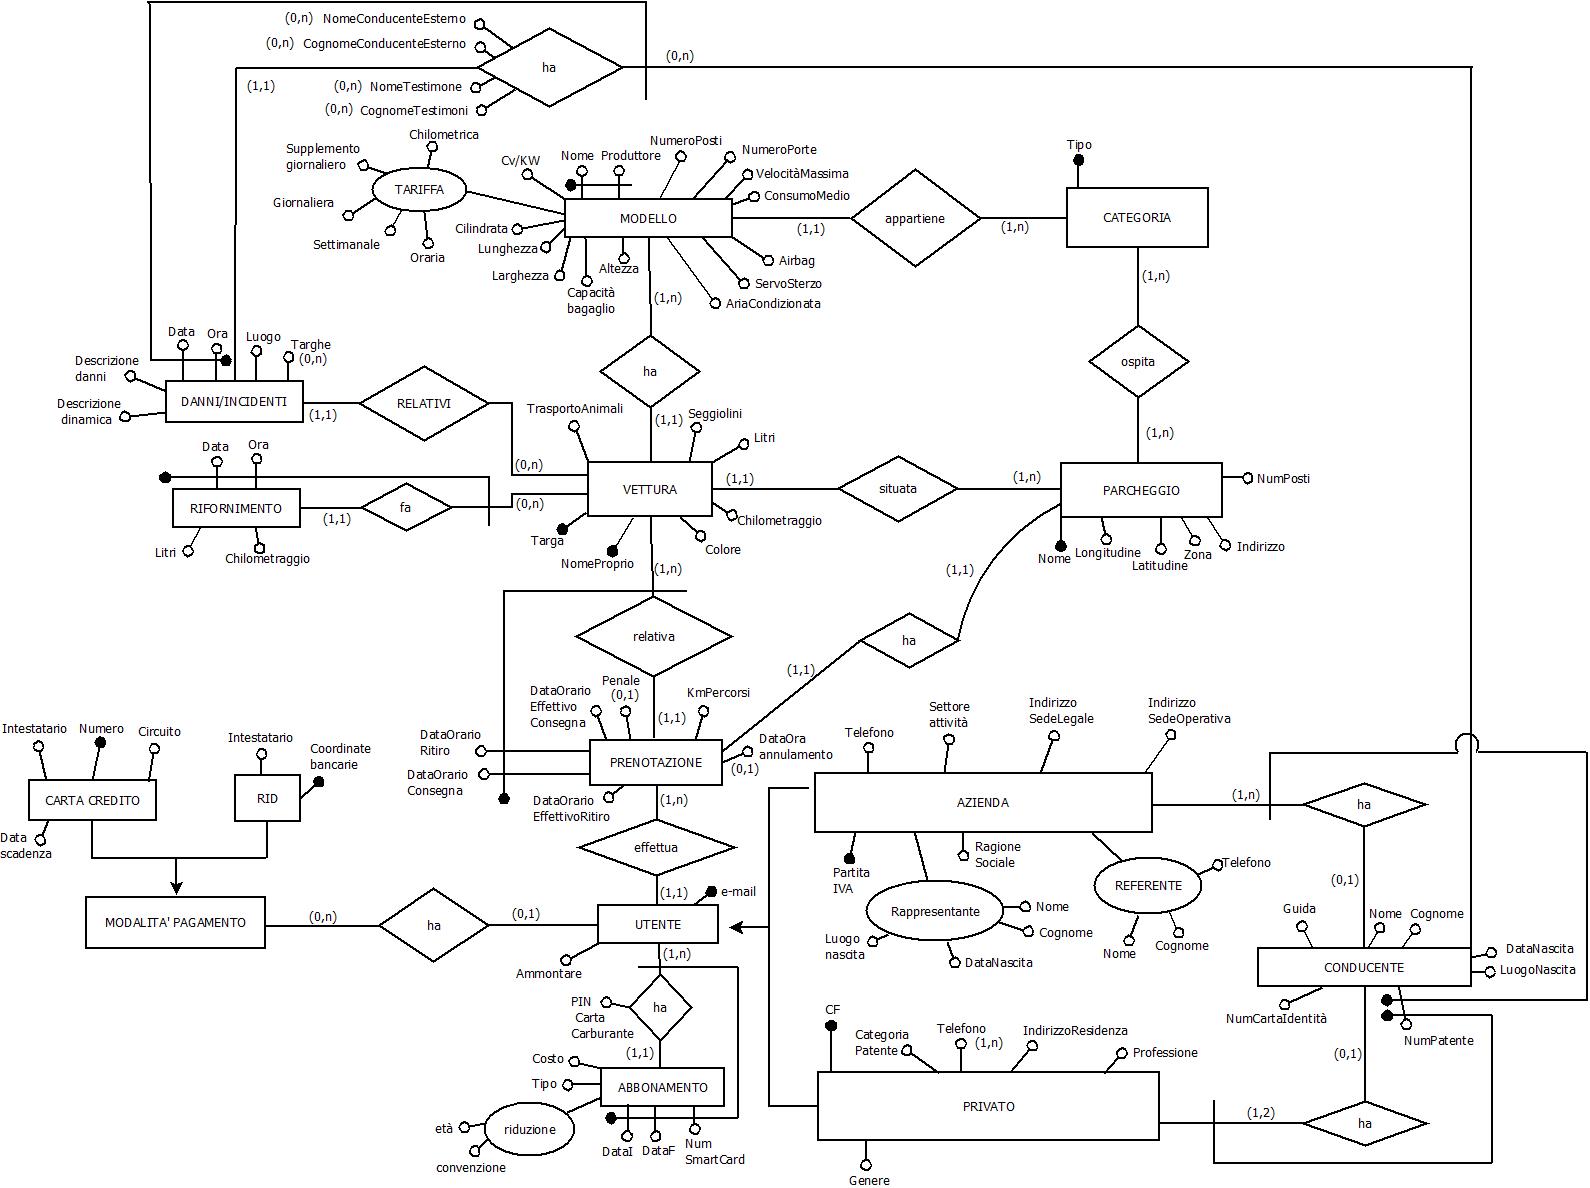 (0,n) NomeConducenteEsterno
(0,n) CognomeConducenteEsterno
ha
(0,n)
(1,1)
(0,n) NomeTestimone
(0,n) CognomeTestimoni
Chilometrica
Supplemento
giornaliero
TARIFFA
Giornaliera
Settimanale
Oraria
Cv/KW
Nome
Produttore
NumeroPosti
NumeroPorte
VelocitàMassima
ConsumoMedio
MODELLO
Cilindrata
Lunghezza
Larghezza
Capacità
bagaglio
Altezza
Airbag
ServoSterzo
AriaCondizionata
(1,1)
appartiene
(1,n)
Tipo
CATEGORIA
(1,n)
(1,n)
ha
ospita
(1,n)
Data
Ora
Luogo
Targhe
(0,n)
Descrizione
danni
Descrizione
dinamica
DANNI/INCIDENTI
(1,1)
RELATIVI
(0,n)
TrasportoAnimali
(1,1)
Seggiolini
Litri
VETTURA
(1,1)
situata
(1,n)
PARCHEGGIO
NumPosti
Data
Ora
RIFORNIMENTO
(1,1)
fa
(0,n)
Litri
Chilometraggio
Targa
NomeProprio
Colore
Chilometraggio
Nome
Longitudine
Latitudine
Zona
Indirizzo
(1,n)
(1,1)
relativa
ha
(1,1)
DataOrario
Effettivo
Consegna
Penale
(0,1)
KmPercorsi
(1,1)
DataOrario
Ritiro
DataOrario
Consegna
PRENOTAZIONE
DataOra
annulamento
(0,1)
DataOrario
EffettivoRitiro
(1,n)
effettua
(1,1)
e-mail
Intestatario
Numero
Circuito
CARTA CREDITO
Data
scadenza
Intestatario
Coordinate
bancarie
RID
MODALITA' PAGAMENTO
(0,n)
ha
(0,1)
UTENTE
Ammontare
(1,n)
PIN
Carta
Carburante
ha
(1,1)
Costo
Tipo
ABBONAMENTO
riduzione
età
convenzione
DataI
DataF
Num
SmartCard
Telefono
Settore
attività
Indirizzo
SedeLegale
Indirizzo
SedeOperativa
AZIENDA
Partita
IVA
Ragione
Sociale
Rappresentante
Nome
Cognome
Luogo
nascita
DataNascita
REFERENTE
Telefono
Nome
Cognome
(1,n)
ha
(0,1)
Guida
Nome
Cognome
CONDUCENTE
DataNascita
LuogoNascita
NumCartaIdentità
NumPatente
(0,1)
CF
Categoria
Patente
Telefono
(1,n)
IndirizzoResidenza
Professione
PRIVATO
Genere
(1,2)
ha